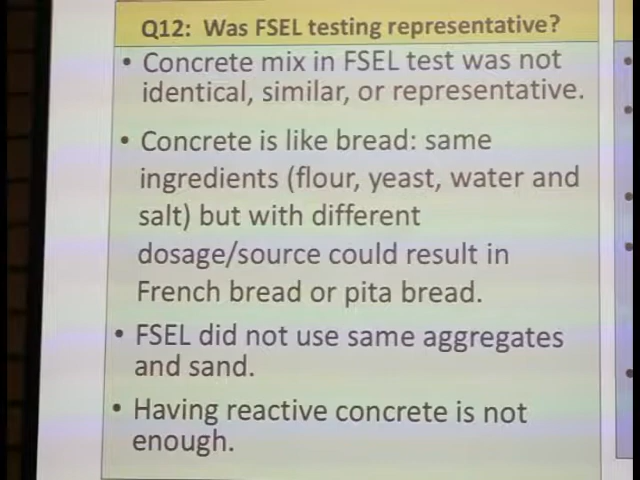 Q12: Was FSEL testing representative?
• Concrete mix in FSEL test was not
identical, similar, or representative.
• Concrete is like bread: same
ingredients (flour, yeast, water and
salt) but with different
dosage/source could result in
French bread or pita bread.
• FSEL did not use same aggregates
and sand.
• Having reactive concrete is not
enough.